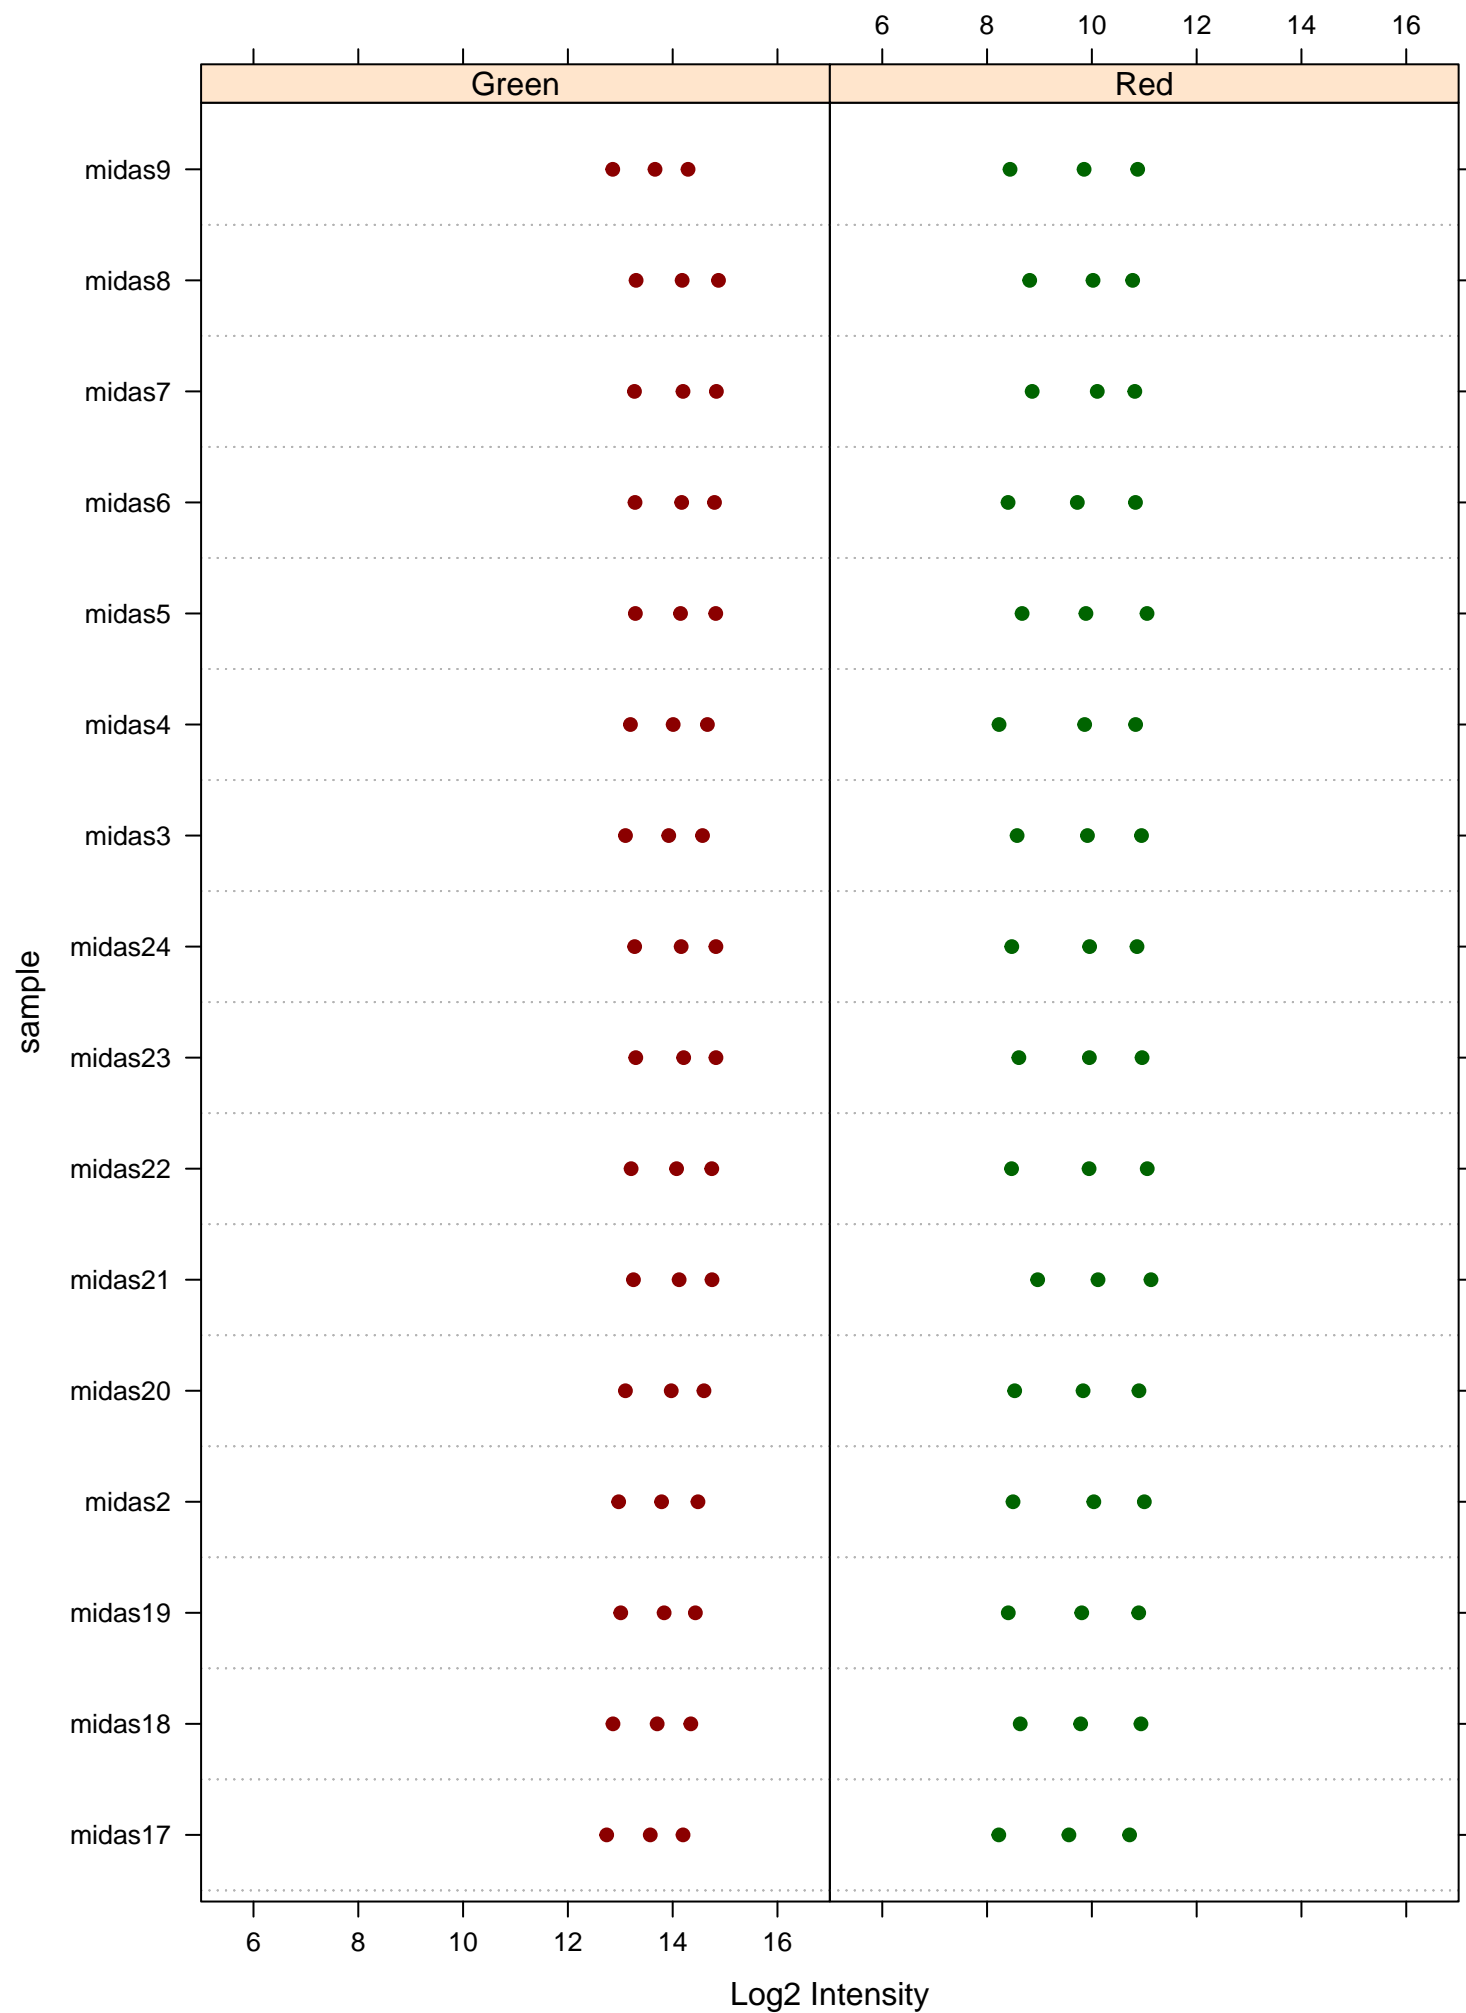 6 8 10 12 14 16
Green Red
midas9
midas8
midas7
midas6
midas5
midas4
midas3
midas24
midas23
midas22
midas21
midas20
midas2
midas19
midas18
midas17
sample
6 8 10 12 14 16
Log2 Intensity